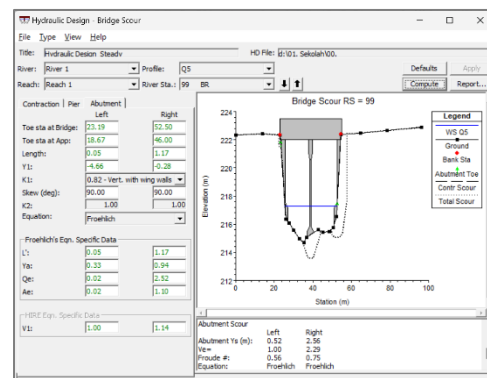 Hydraulic Design - Bridge Scour
File Type View Help
Title: Hydraulic Design Steady HD File: d:\01. Sekolah\00.
River: River 1 Profile: Q5 Defaults Apply
Reach: Reach 1 River Sta.: 99 BR Compute Report...
Contraction Pier Abutment
Left Right
Toe sta at Bridge: 23.19 52.50
Toe sta at App: 18.67 46.00
Length: 0.05 1.17
Y1: -4.66 -0.28
K1: 0.82 - Vert. with wing walls
Skew (deg): 90.00 90.00
K2: 1.00 1.00
Equation: Froehlich
Froehlich's Eqn. Specific Data
L': 0.05 1.17
Ya: 0.33 0.94
Qe: 0.02 2.52
Ae: 0.02 1.10
HIRE Eqn. Specific Data
V1: 1.00 1.14
Bridge Scour RS = 99
Elevation (m)
224
222
220
218
216
214
212
0 20 40 60 80 100
Station (m)
Legend
WS Q5
Ground
Bank Sta
Abutment Toe
Contr Scour
Total Scour
Abutment Scour
Left Right
Abutment Ys (m): 0.52 2.56
Ve= 1.00 2.29
Froude #: 0.56 0.75
Equation: Froehlich Froehlich